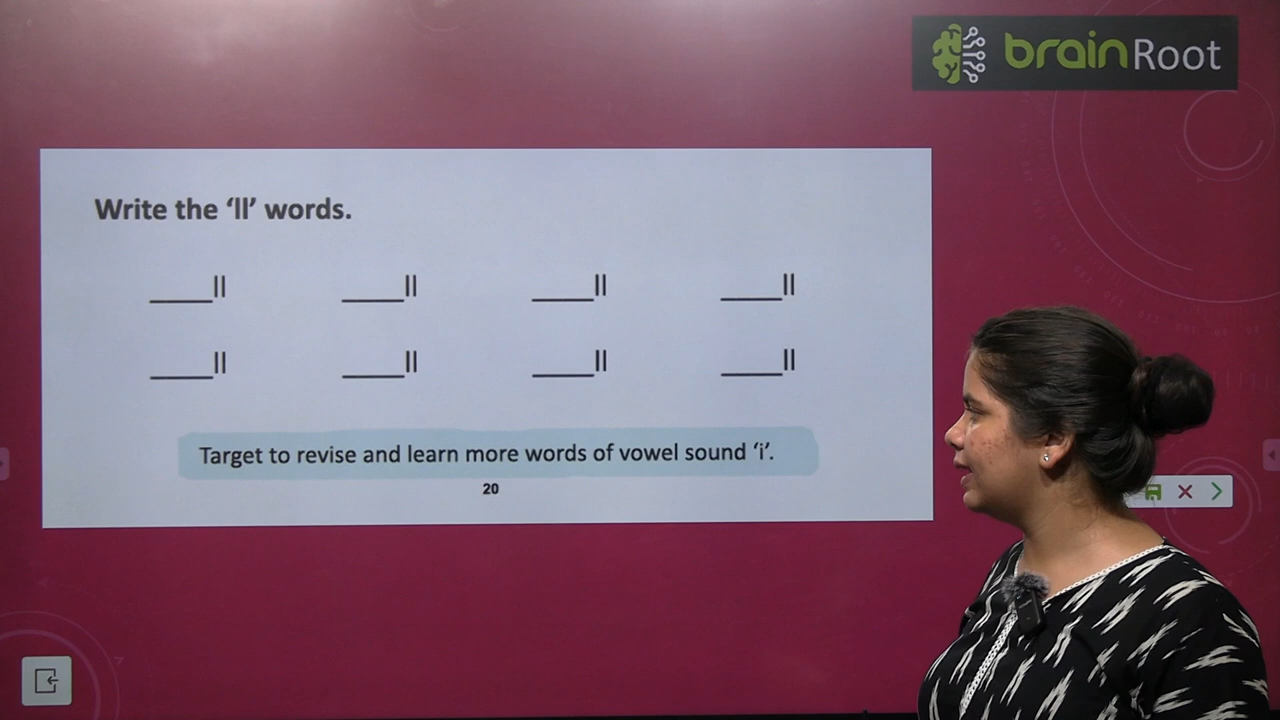 brainRoot
Write the ‘ll’ words.
____ll ____ll ____ll ____ll
____ll ____ll ____ll ____ll
Target to revise and learn more words of vowel sound ‘i’.
20